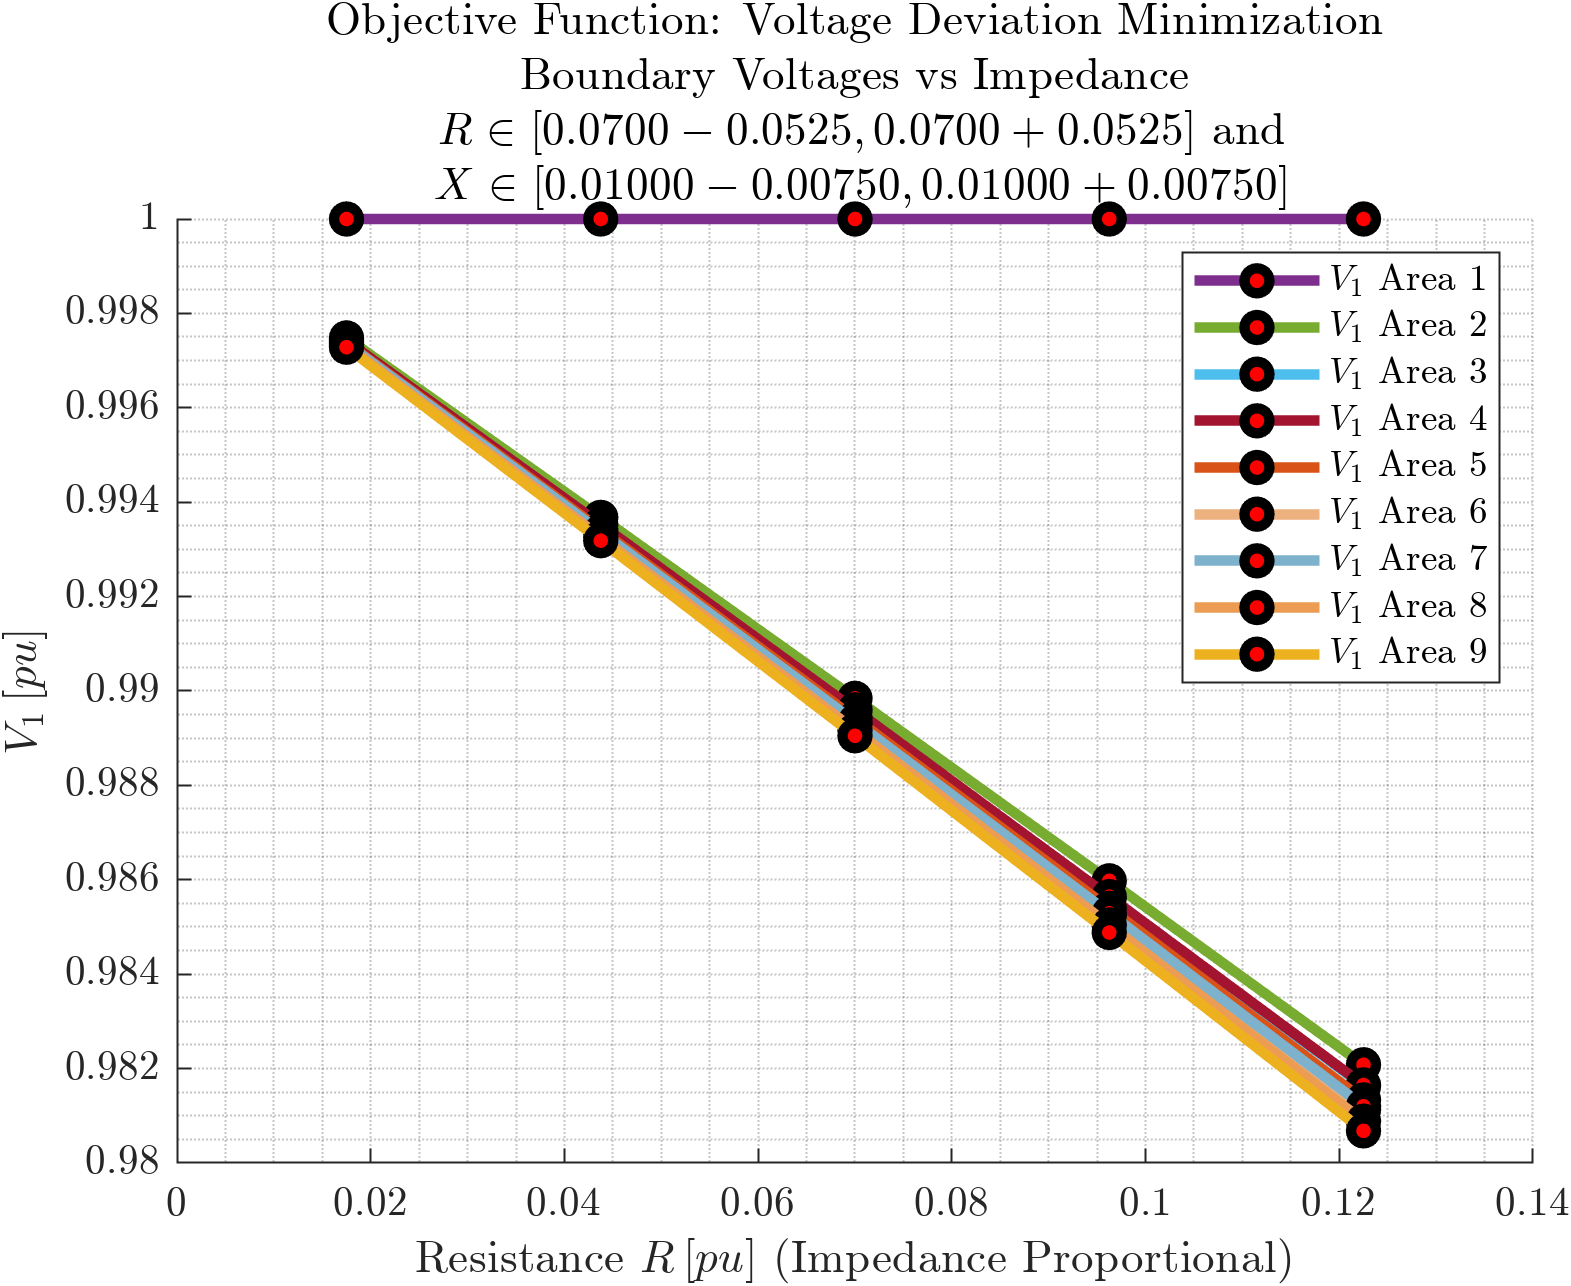 Objective Function: Voltage Deviation Minimization
Boundary Voltages vs Impedance
R ∈ [0.0700 − 0.0525, 0.0700 + 0.0525] and
X ∈ [0.01000 − 0.00750, 0.01000 + 0.00750]
1
0.998
0.996
0.994
0.992
0.99
0.988
0.986
0.984
0.982
0.98
V₁ [pu]
V₁ Area 1
V₁ Area 2
V₁ Area 3
V₁ Area 4
V₁ Area 5
V₁ Area 6
V₁ Area 7
V₁ Area 8
V₁ Area 9
0 0.02 0.04 0.06 0.08 0.1 0.12 0.14
Resistance R [pu] (Impedance Proportional)